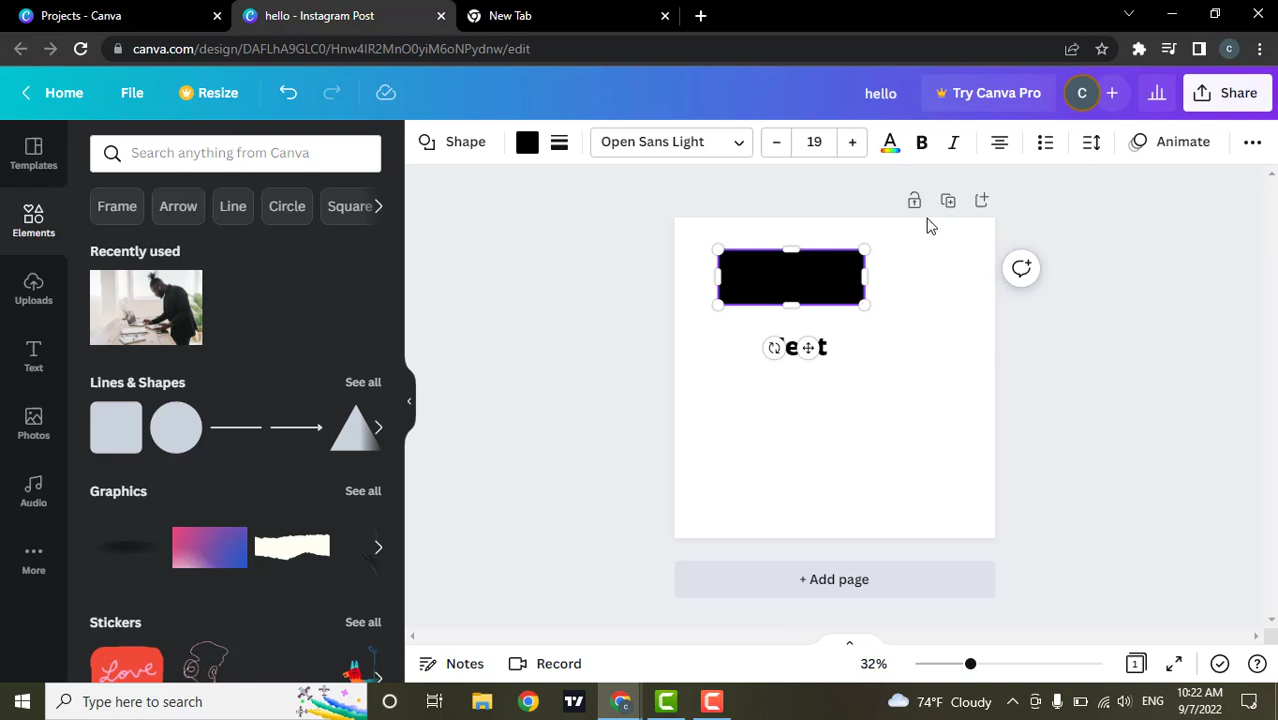 Projects - Canva
hello - Instagram Post
New Tab
canva.com/design/DAFLhA9GLC0/Hnw4lR2MnO0yiM6oNPydnw/edit
C
Home
File
Resize
hello
Try Canva Pro
C
Share
Templates
Elements
Uploads
Text
Photos
Audio
More
Search anything from Canva
Frame
Arrow
Line
Circle
Square
Recently used
Lines & Shapes
See all
Graphics
See all
Stickers
See all
Love
Shape
Open Sans Light
19
A
B
I
Animate
+ Add page
Notes
Record
32%
1
Type here to search
74°F Cloudy
ENG
10:22 AM
9/7/2022